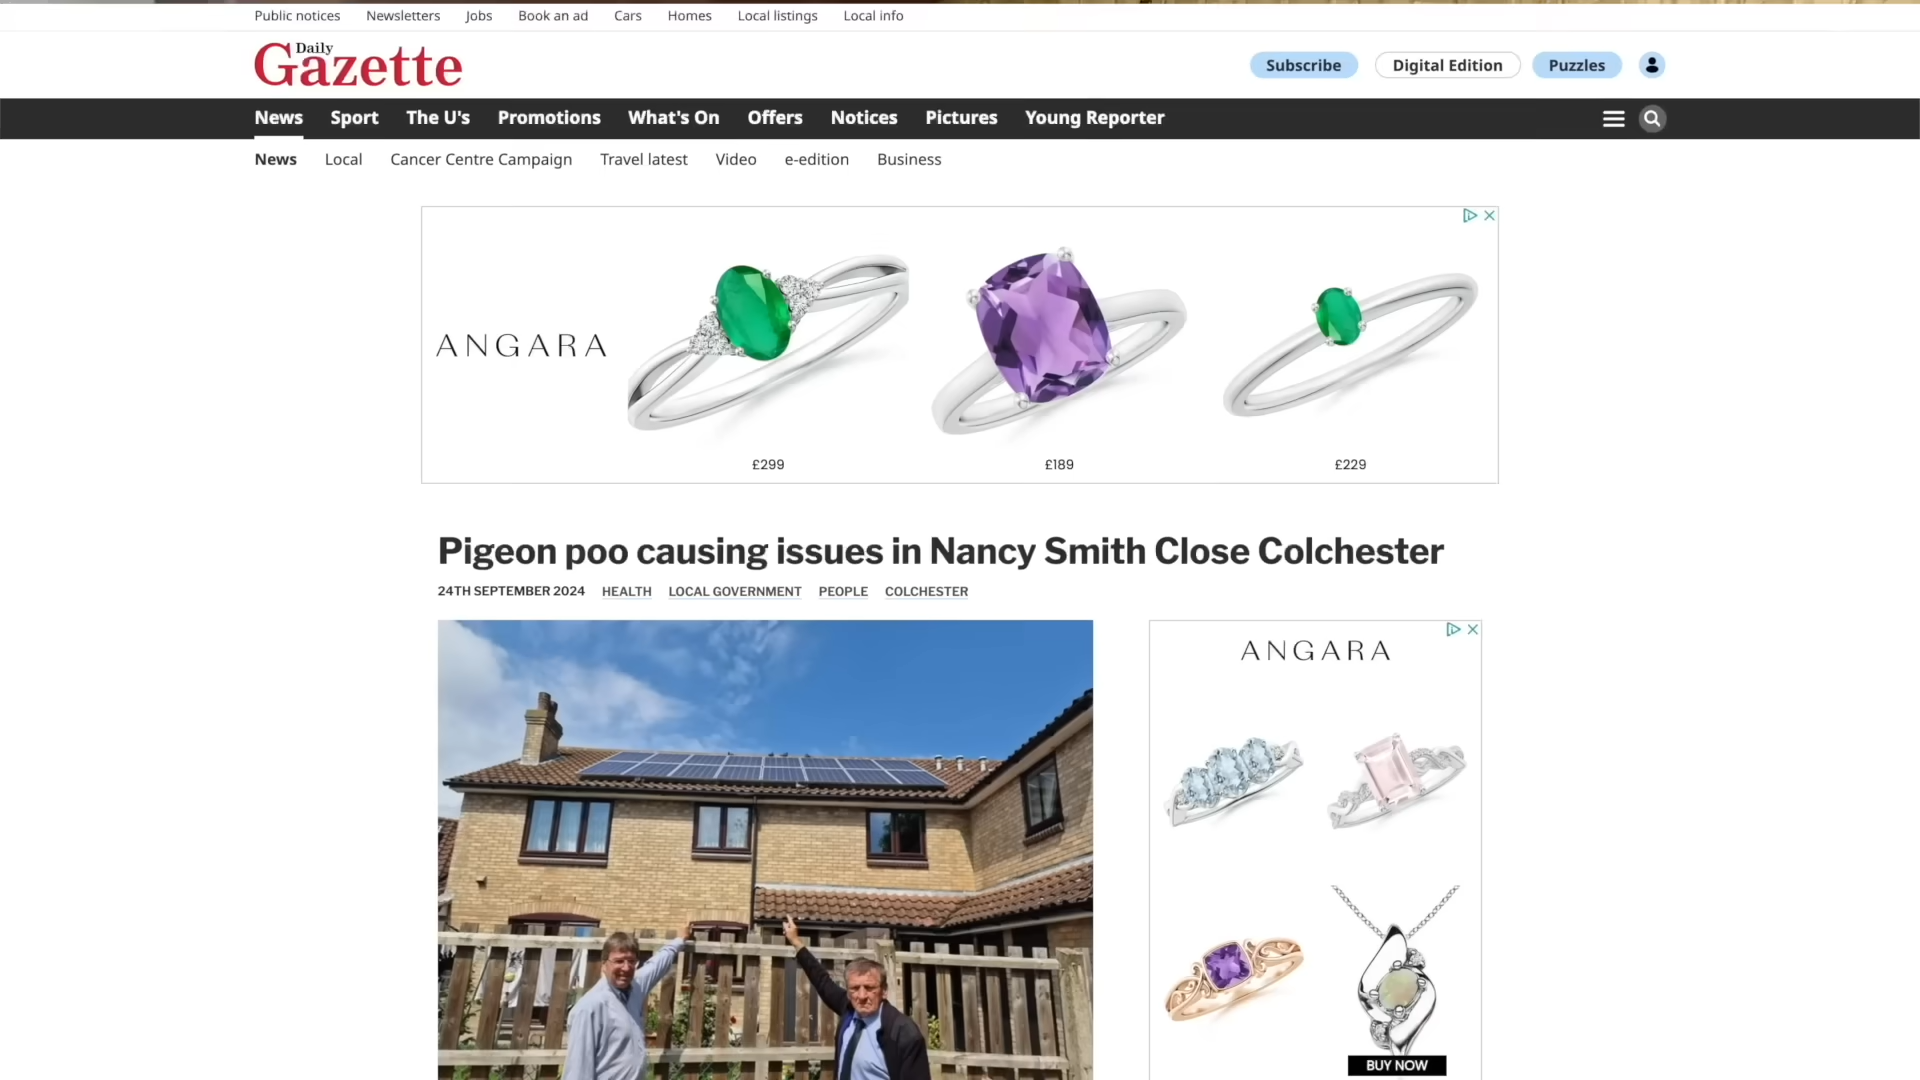 Public notices Newsletters Jobs Book an ad Cars Homes Local listings Local info
Daily
Gazette
Subscribe Digital Edition Puzzles
News Sport The U's Promotions What's On Offers Notices Pictures Young Reporter
News Local Cancer Centre Campaign Travel latest Video e-edition Business
ANGARA
£299 £189 £229
Pigeon poo causing issues in Nancy Smith Close Colchester
24TH SEPTEMBER 2024 HEALTH LOCAL GOVERNMENT PEOPLE COLCHESTER
ANGARA
BUY NOW